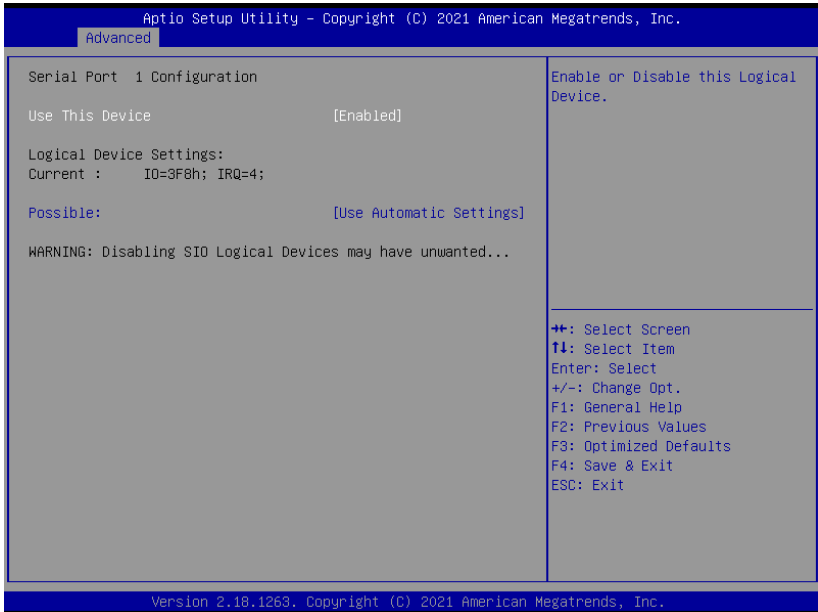 Aptio Setup Utility – Copyright (C) 2021 American Megatrends, Inc.
Advanced
Serial Port 1 Configuration
Use This Device [Enabled]
Logical Device Settings:
Current : IO=3F8h; IRQ=4;
Possible: [Use Automatic Settings]
WARNING: Disabling SIO Logical Devices may have unwanted...
Enable or Disable this Logical
Device.
→←: Select Screen
↑↓: Select Item
Enter: Select
+/-: Change Opt.
F1: General Help
F2: Previous Values
F3: Optimized Defaults
F4: Save & Exit
ESC: Exit
Version 2.18.1263. Copyright (C) 2021 American Megatrends, Inc.